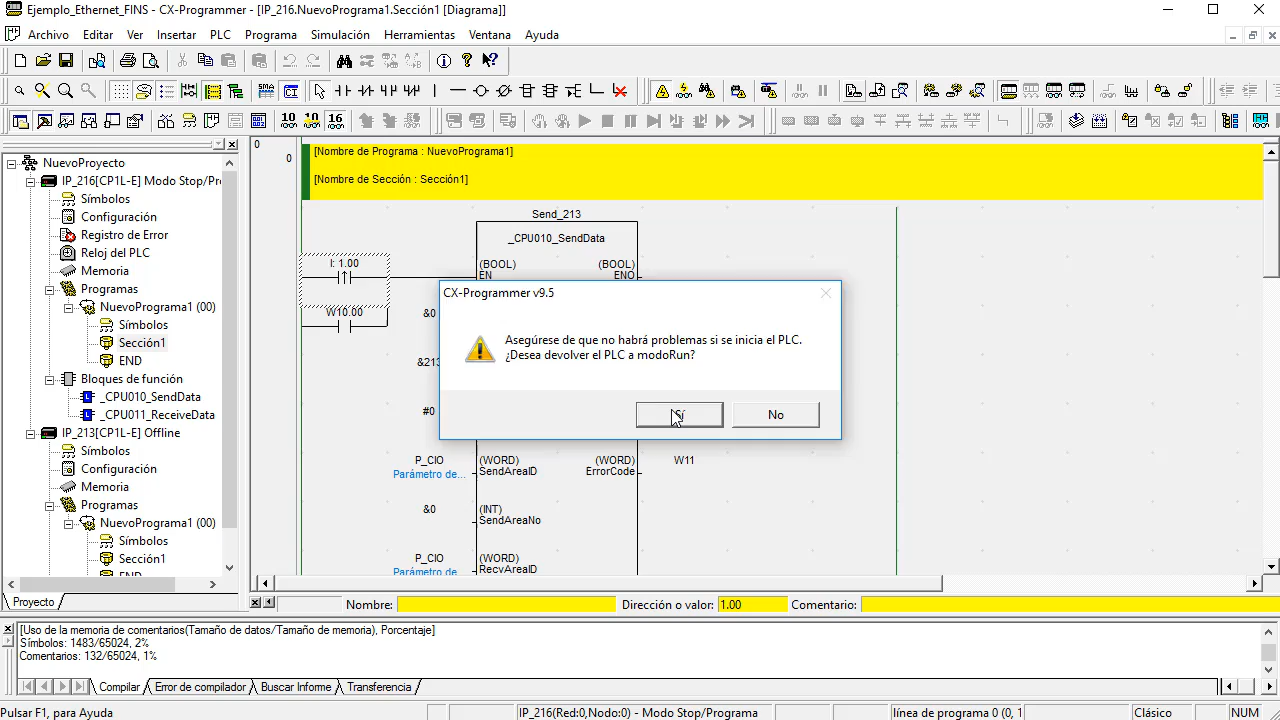 Ejemplo_Ethernet_FINS - CX-Programmer - [IP_216.NuevoPrograma1.Sección1 [Diagrama]]
Archivo Editar Ver Insertar PLC Programa Simulación Herramientas Ventana Ayuda
NuevoProyecto
IP_216[CP1L-E] Modo Stop/Pr
Símbolos
Configuración
Registro de Error
Reloj del PLC
Memoria
Programas
NuevoPrograma1 (00)
Símbolos
Sección1
END
Bloques de función
_CPU010_SendData
_CPU011_ReceiveData
IP_213[CP1L-E] Offline
Símbolos
Configuración
Memoria
Programas
NuevoPrograma1 (00)
Símbolos
Sección1
END
Proyecto
0
0
[Nombre de Programa : NuevoPrograma1]
[Nombre de Sección : Sección1]
Send_213
_CPU010_SendData
I: 1.00
(BOOL) (BOOL)
EN ENO
W10.00
&0
&213
#0
P_CIO (WORD) (WORD) W11
Parámetro de... SendAreaID ErrorCode
&0 (INT)
SendAreaNo
P_CIO (WORD)
Parámetro de RecvAreaID
CX-Programmer v9.5
Asegúrese de que no habrá problemas si se inicia el PLC.
¿Desea devolver el PLC a modoRun?
Sí No
Nombre: Dirección o valor: 1.00 Comentario:
[Uso de la memoria de comentarios(Tamaño de datos/Tamaño de memoria), Porcentaje]
Símbolos: 1483/65024, 2%
Comentarios: 132/65024, 1%
Compilar Error de compilador Buscar Informe Transferencia
Pulsar F1, para Ayuda IP_216(Red:0,Nodo:0) - Modo Stop/Programa línea de programa 0 (0, 1 Clásico NUM